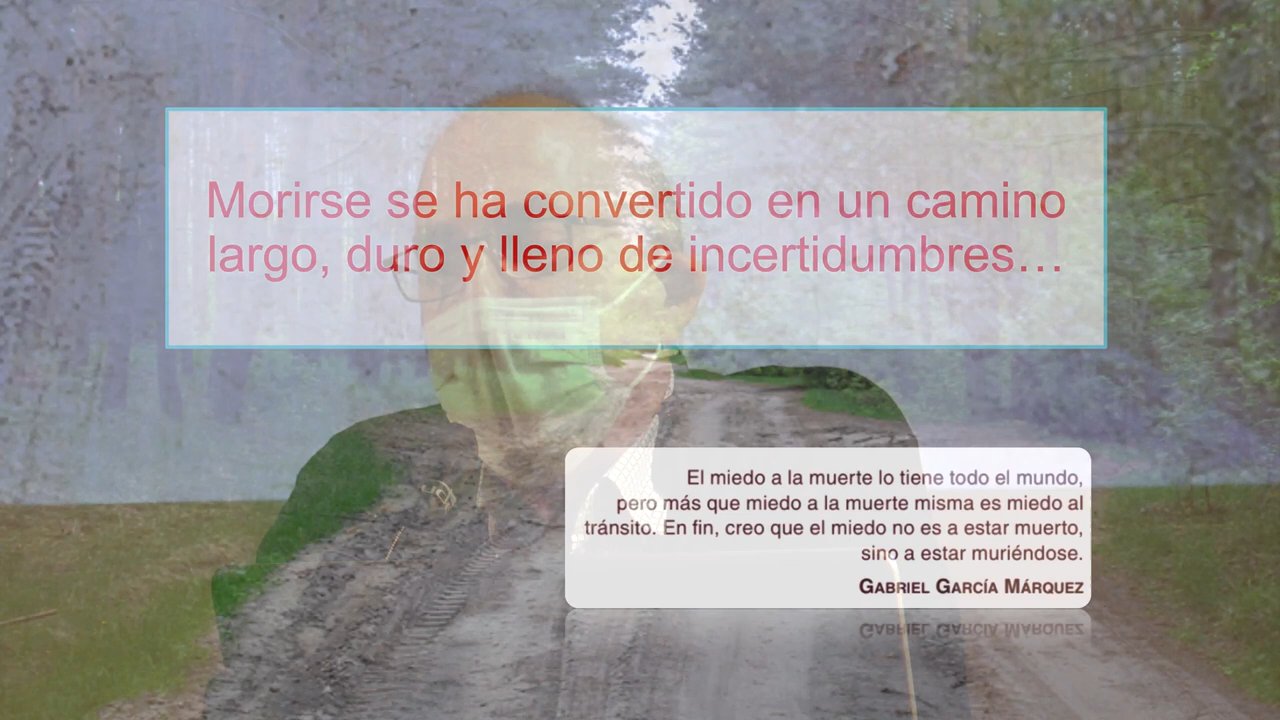 Morirse se ha convertido en un camino
largo, duro y lleno de incertidumbres…
El miedo a la muerte lo tiene todo el mundo,
pero más que miedo a la muerte misma es miedo al
tránsito. En fin, creo que el miedo no es a estar muerto,
sino a estar muriéndose.
GABRIEL GARCÍA MÁRQUEZ